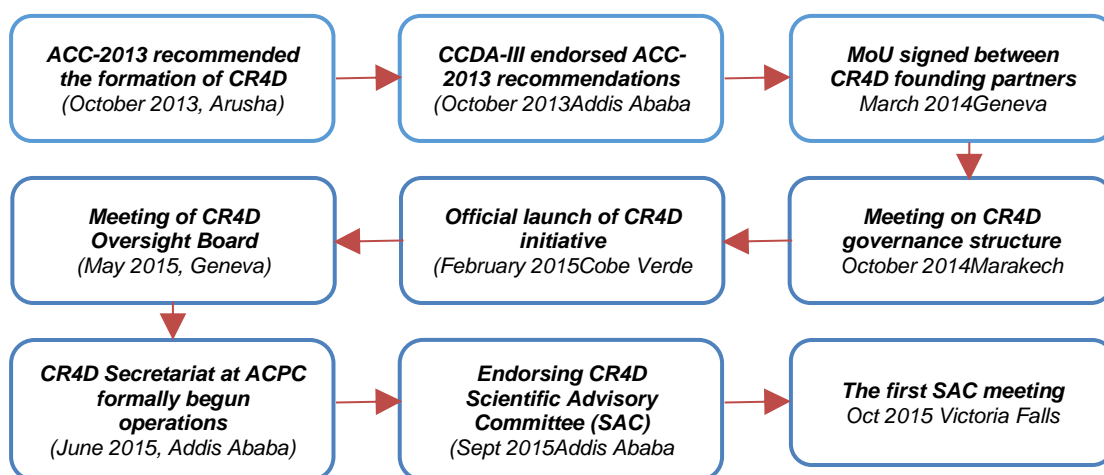 ACC-2013 recommended
the formation of CR4D
(October 2013, Arusha)
CCDA-III endorsed ACC-
2013 recommendations
(October 2013Addis Ababa
MoU signed between
CR4D founding partners
March 2014Geneva
Meeting on CR4D
governance structure
October 2014Marakech
Official launch of CR4D
initiative
(February 2015Cobe Verde
Meeting of CR4D
Oversight Board
(May 2015, Geneva)
CR4D Secretariat at ACPC
formally begun
operations
(June 2015, Addis Ababa)
Endorsing CR4D
Scientific Advisory
Committee (SAC)
(Sept 2015Addis Ababa
The first SAC meeting
Oct 2015 Victoria Falls